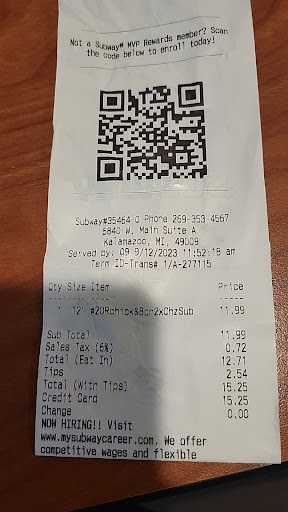 Not a Subway® MVP Rewards member? Scan
the code below to enroll today!
Subway#35464-0 Phone 269-353-4567
6840 W. Main Suite A
Kalamazoo, MI, 49009
Served by: 09 9/12/2023 11:52:18 am
Term ID-Trans# 1/A-277115
Qty Size Item Price
1 12" #20Rchick&Bcn2xChzSub 11.99
Sub Total 11.99
Sales Tax (6%) 0.72
Total (Eat In) 12.71
Tips 2.54
Total (With Tips) 15.25
Credit Card 15.25
Change 0.00
NOW HIRING!! Visit
www.mysubwaycareer.com. We offer
competitive wages and flexible